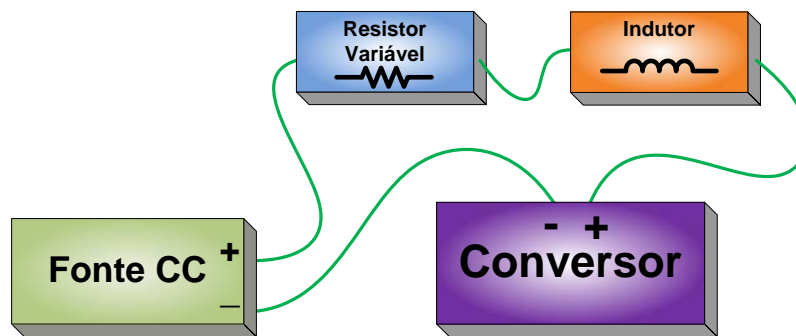 Resistor
Variável
Indutor
Fonte CC
+
–
- +
Conversor